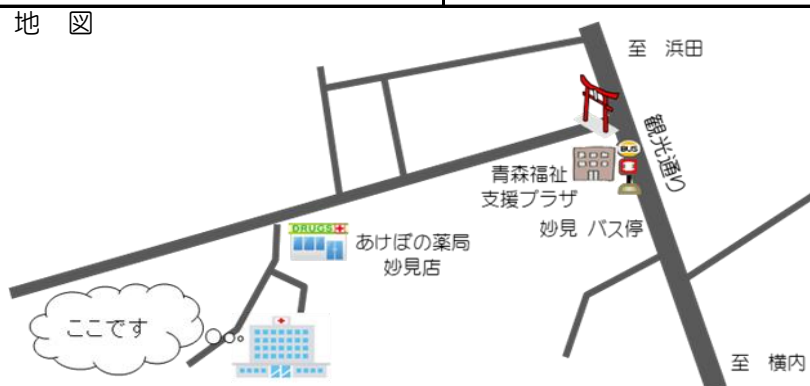 地　図
至　浜田
観光通り
BUS
青森福祉
支援プラザ
妙見 バス停
DRUGS
あけぼの薬局
妙見店
ここです
至　横内